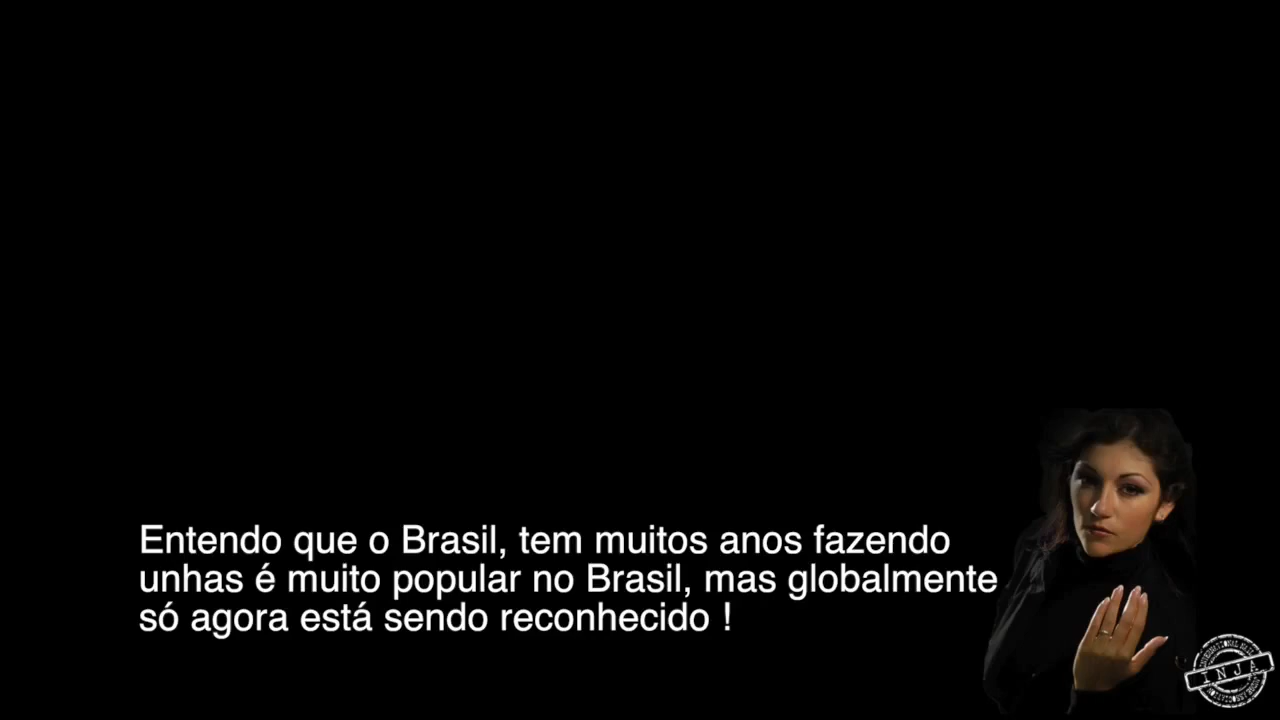 Entendo que o Brasil, tem muitos anos fazendo
unhas é muito popular no Brasil, mas globalmente
só agora está sendo reconhecido !
INJA